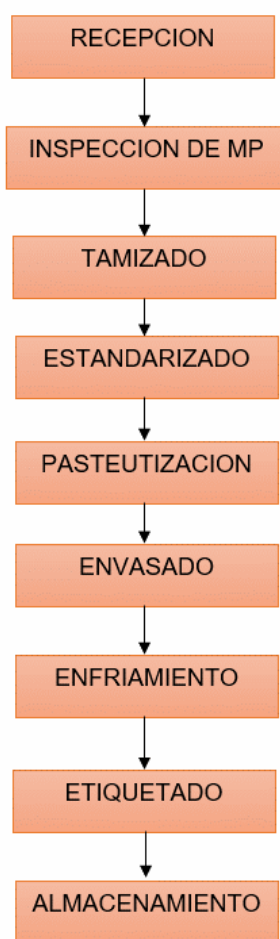 RECEPCION
INSPECCION DE MP
TAMIZADO
ESTANDARIZADO
PASTEUTIZACION
ENVASADO
ENFRIAMIENTO
ETIQUETADO
ALMACENAMIENTO